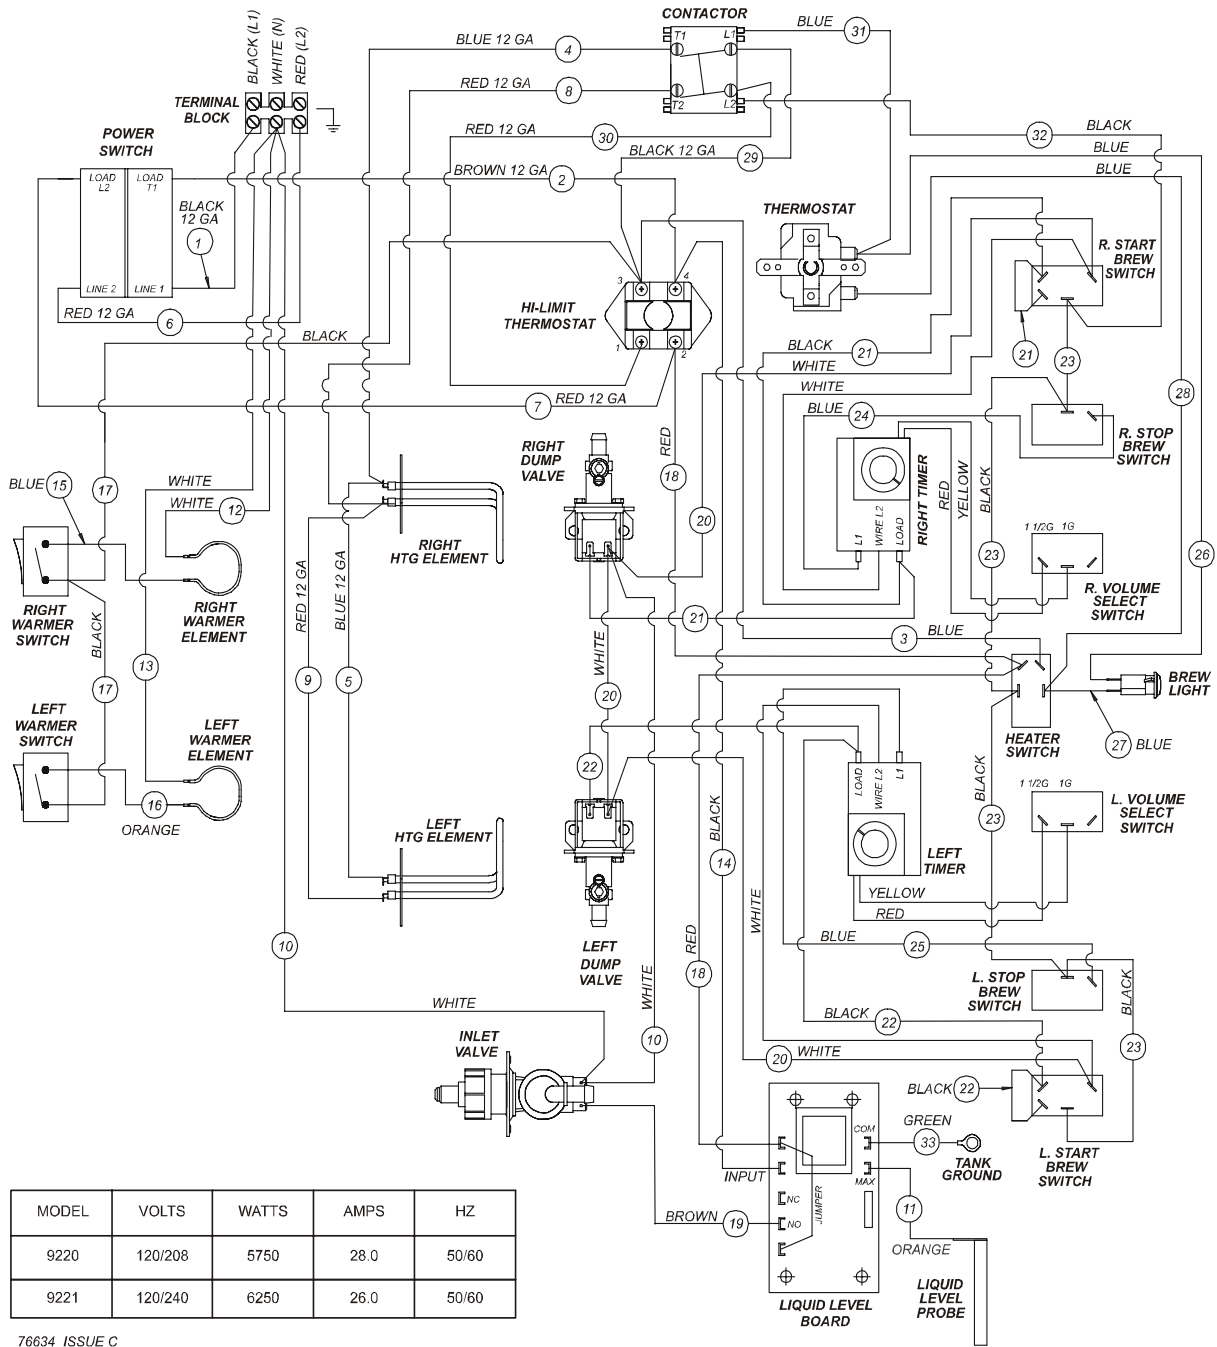 CONTACTOR
BLUE
31
T1
L1
BLUE 12 GA
4
RED 12 GA
8
T2
L2
BLACK (L1)
WHITE (N)
RED (L2)
TERMINAL
BLOCK
POWER
SWITCH
RED 12 GA
30
BLACK 12 GA
29
32
BLACK
BLUE
BLUE
LOAD
L2
LOAD
T1
LINE 2
LINE 1
BROWN 12 GA
2
BLACK
12 GA
1
THERMOSTAT
R. START
BREW
SWITCH
3
4
1
2
HI-LIMIT
THERMOSTAT
RED 12 GA
6
BLACK
BLACK
21
WHITE
WHITE
21
23
28
7
RED 12 GA
BLUE
24
R. STOP
BREW
SWITCH
RIGHT
DUMP
VALVE
RED
18
20
RIGHT TIMER
L1
WIRE L2
LOAD
RED
YELLOW
BLACK
23
26
BLUE
15
17
WHITE
WHITE
12
RIGHT
WARMER
SWITCH
RIGHT
WARMER
ELEMENT
RIGHT
HTG ELEMENT
1 1/2G
1G
R. VOLUME
SELECT
SWITCH
BLACK
13
17
RED 12 GA
9
BLUE 12 GA
5
21
3
BLUE
WHITE
20
BREW
LIGHT
HEATER
SWITCH
27
BLUE
LEFT
WARMER
SWITCH
LEFT
WARMER
ELEMENT
16
ORANGE
22
LOAD
WIRE L2
L1
LEFT
TIMER
BLACK
23
1 1/2G
1G
L. VOLUME
SELECT
SWITCH
LEFT
HTG ELEMENT
BLACK
14
YELLOW
RED
WHITE
LEFT
DUMP
VALVE
BLUE
25
L. STOP
BREW
SWITCH
BLACK
23
10
WHITE
RED
18
WHITE
10
BLACK
22
20
WHITE
INLET
VALVE
BLACK
22
L. START
BREW
SWITCH
GREEN
33
TANK
GROUND
COM
MAX
INPUT
NC
NO
JUMPER
BROWN
19
11
ORANGE
LIQUID
LEVEL
PROBE
LIQUID LEVEL
BOARD
MODEL VOLTS WATTS AMPS HZ
9220 120/208 5750 28.0 50/60
9221 120/240 6250 26.0 50/60
76634 ISSUE C